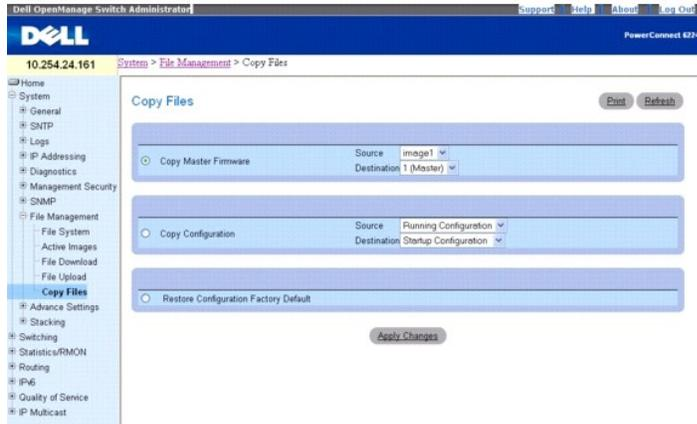 Dell OpenManage Switch Administrator
Support Help About Log Out
DELL
PowerConnect 622
10.254.24.161
System > File Management > Copy Files
Home
System
General
SNTP
Logs
IP Addressing
Diagnostics
Management Security
SNMP
File Management
File System
Active Images
File Download
File Upload
Copy Files
Advance Settings
Stacking
Switching
Statistics/RMON
Routing
IPv6
Quality of Service
IP Multicast
Copy Files
Print Refresh
Copy Master Firmware
Source image1
Destination 1 (Master)
Copy Configuration
Source Running Configuration
Destination Startup Configuration
Restore Configuration Factory Default
Apply Changes